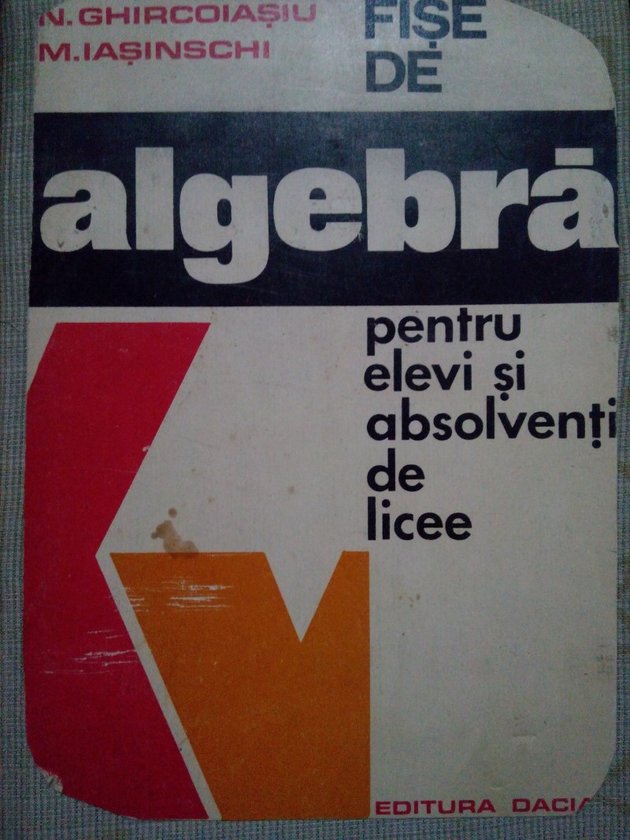 N. GHIRCOIAȘIU
M. IAȘINSCHI
FIȘE
DE
algebră
pentru
elevi și
absolvenți
de
licee
EDITURA DACIA